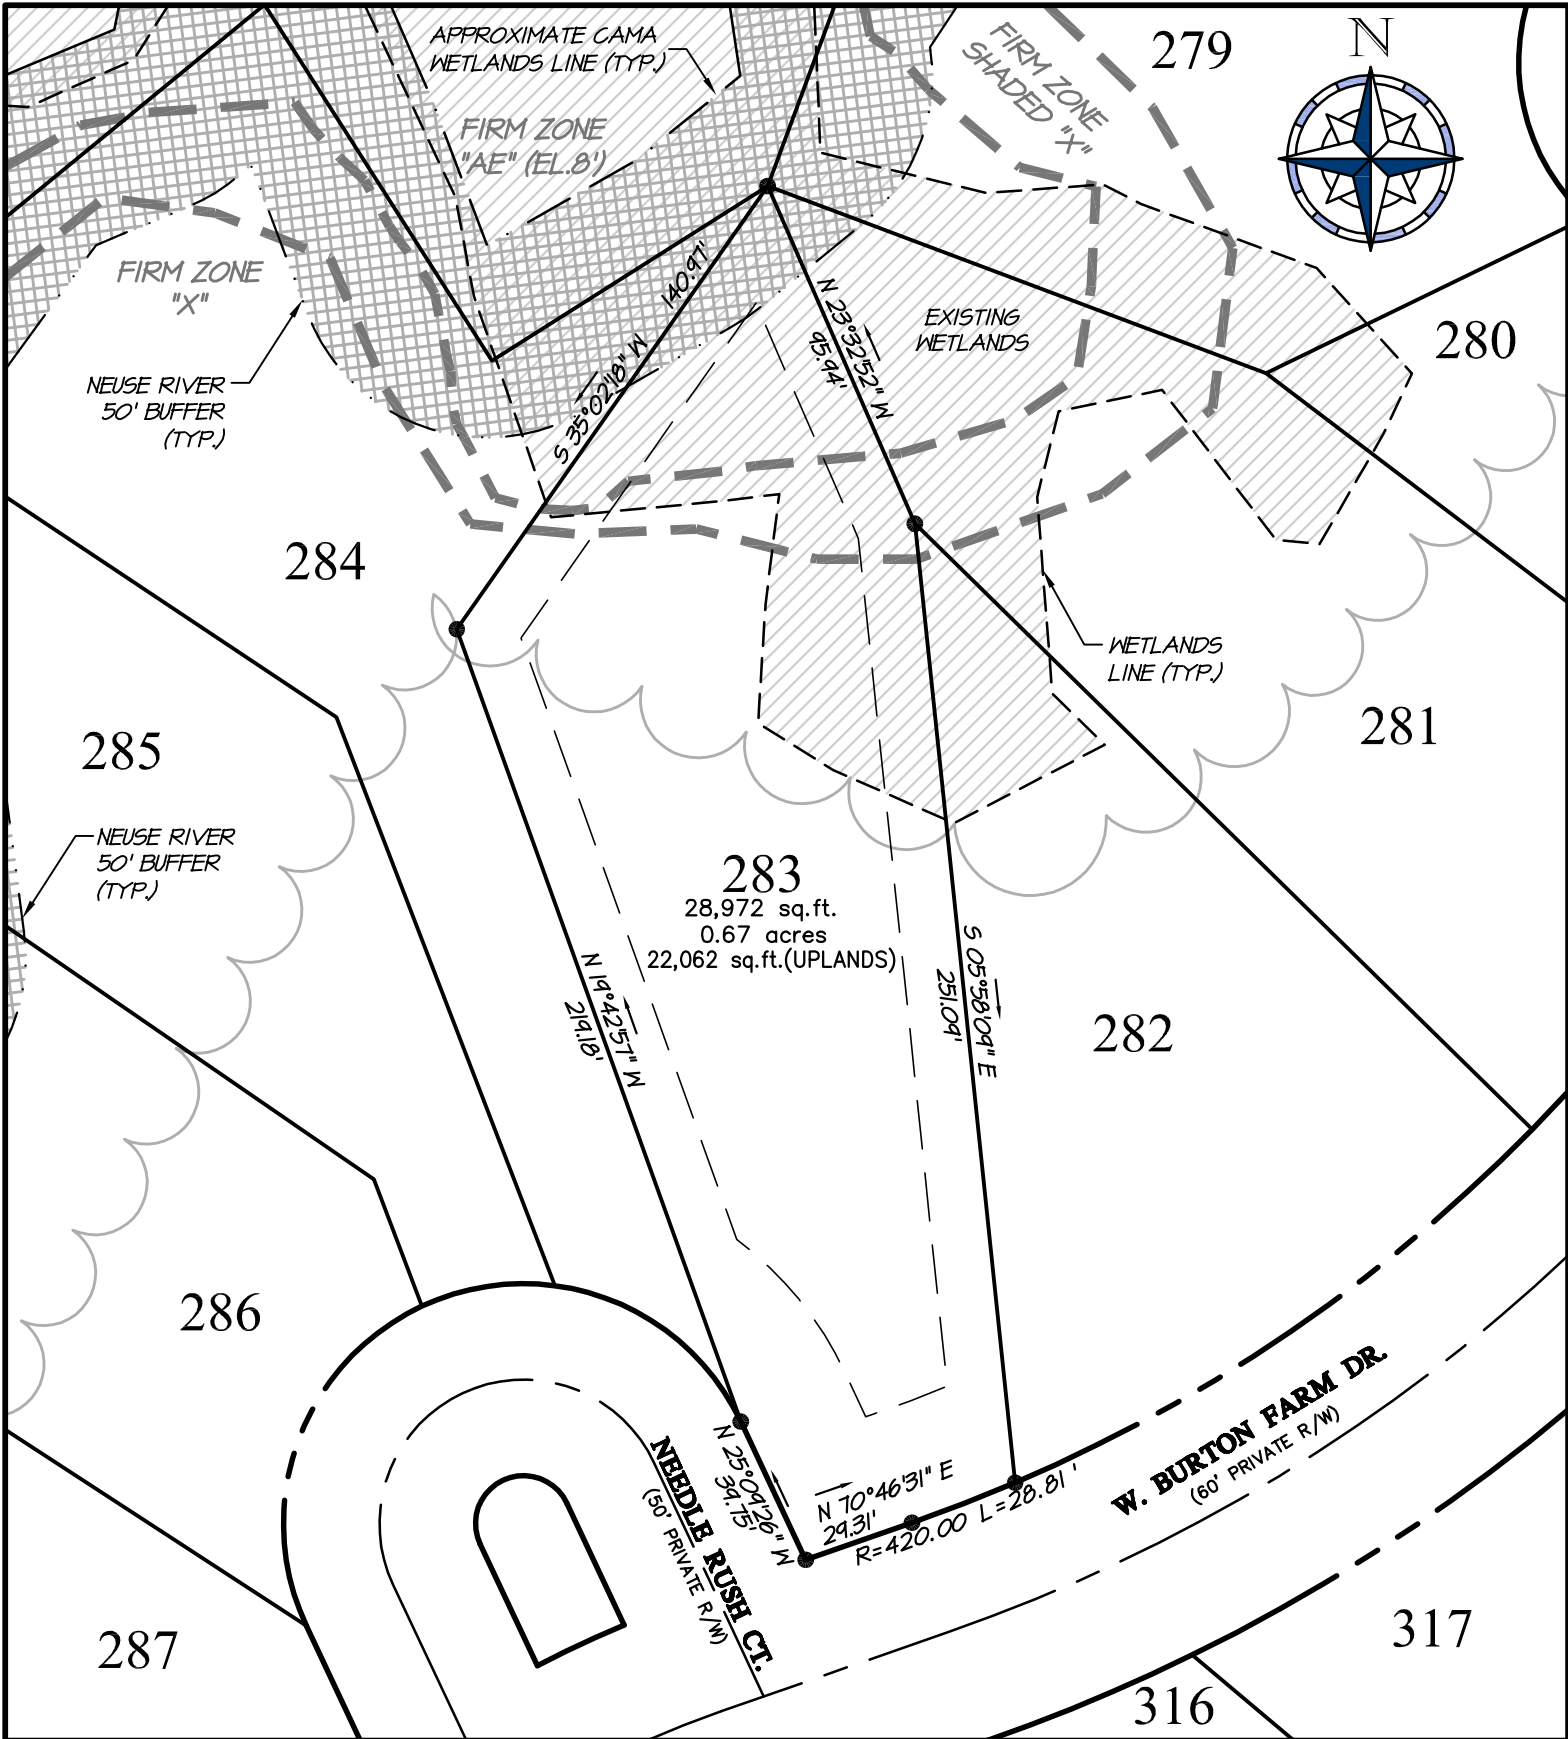 APPROXIMATE CAMA
WETLANDS LINE (TYP.)
FIRM ZONE
SHADED "X"
279
N
FIRM ZONE
"AE" (EL.8')
FIRM ZONE
"X"
NEUSE RIVER
50' BUFFER
(TYP.)
S 35°02'18" W
140.97'
N 23°32'52" W
95.94'
EXISTING
WETLANDS
280
284
WETLANDS
LINE (TYP.)
281
285
NEUSE RIVER
50' BUFFER
(TYP.)
283
28,972 sq.ft.
0.67 acres
22,062 sq.ft.(UPLANDS)
N 19°42'57" W
219.18'
S 05°58'09" E
251.09'
282
286
N 25°09'26" W
39.75'
N 70°46'31" E
29.31'
R=420.00 L=28.81 '
NEEDLE RUSH CT.
(50' PRIVATE R/W)
W. BURTON FARM DR.
(60' PRIVATE R/W)
287
317
316